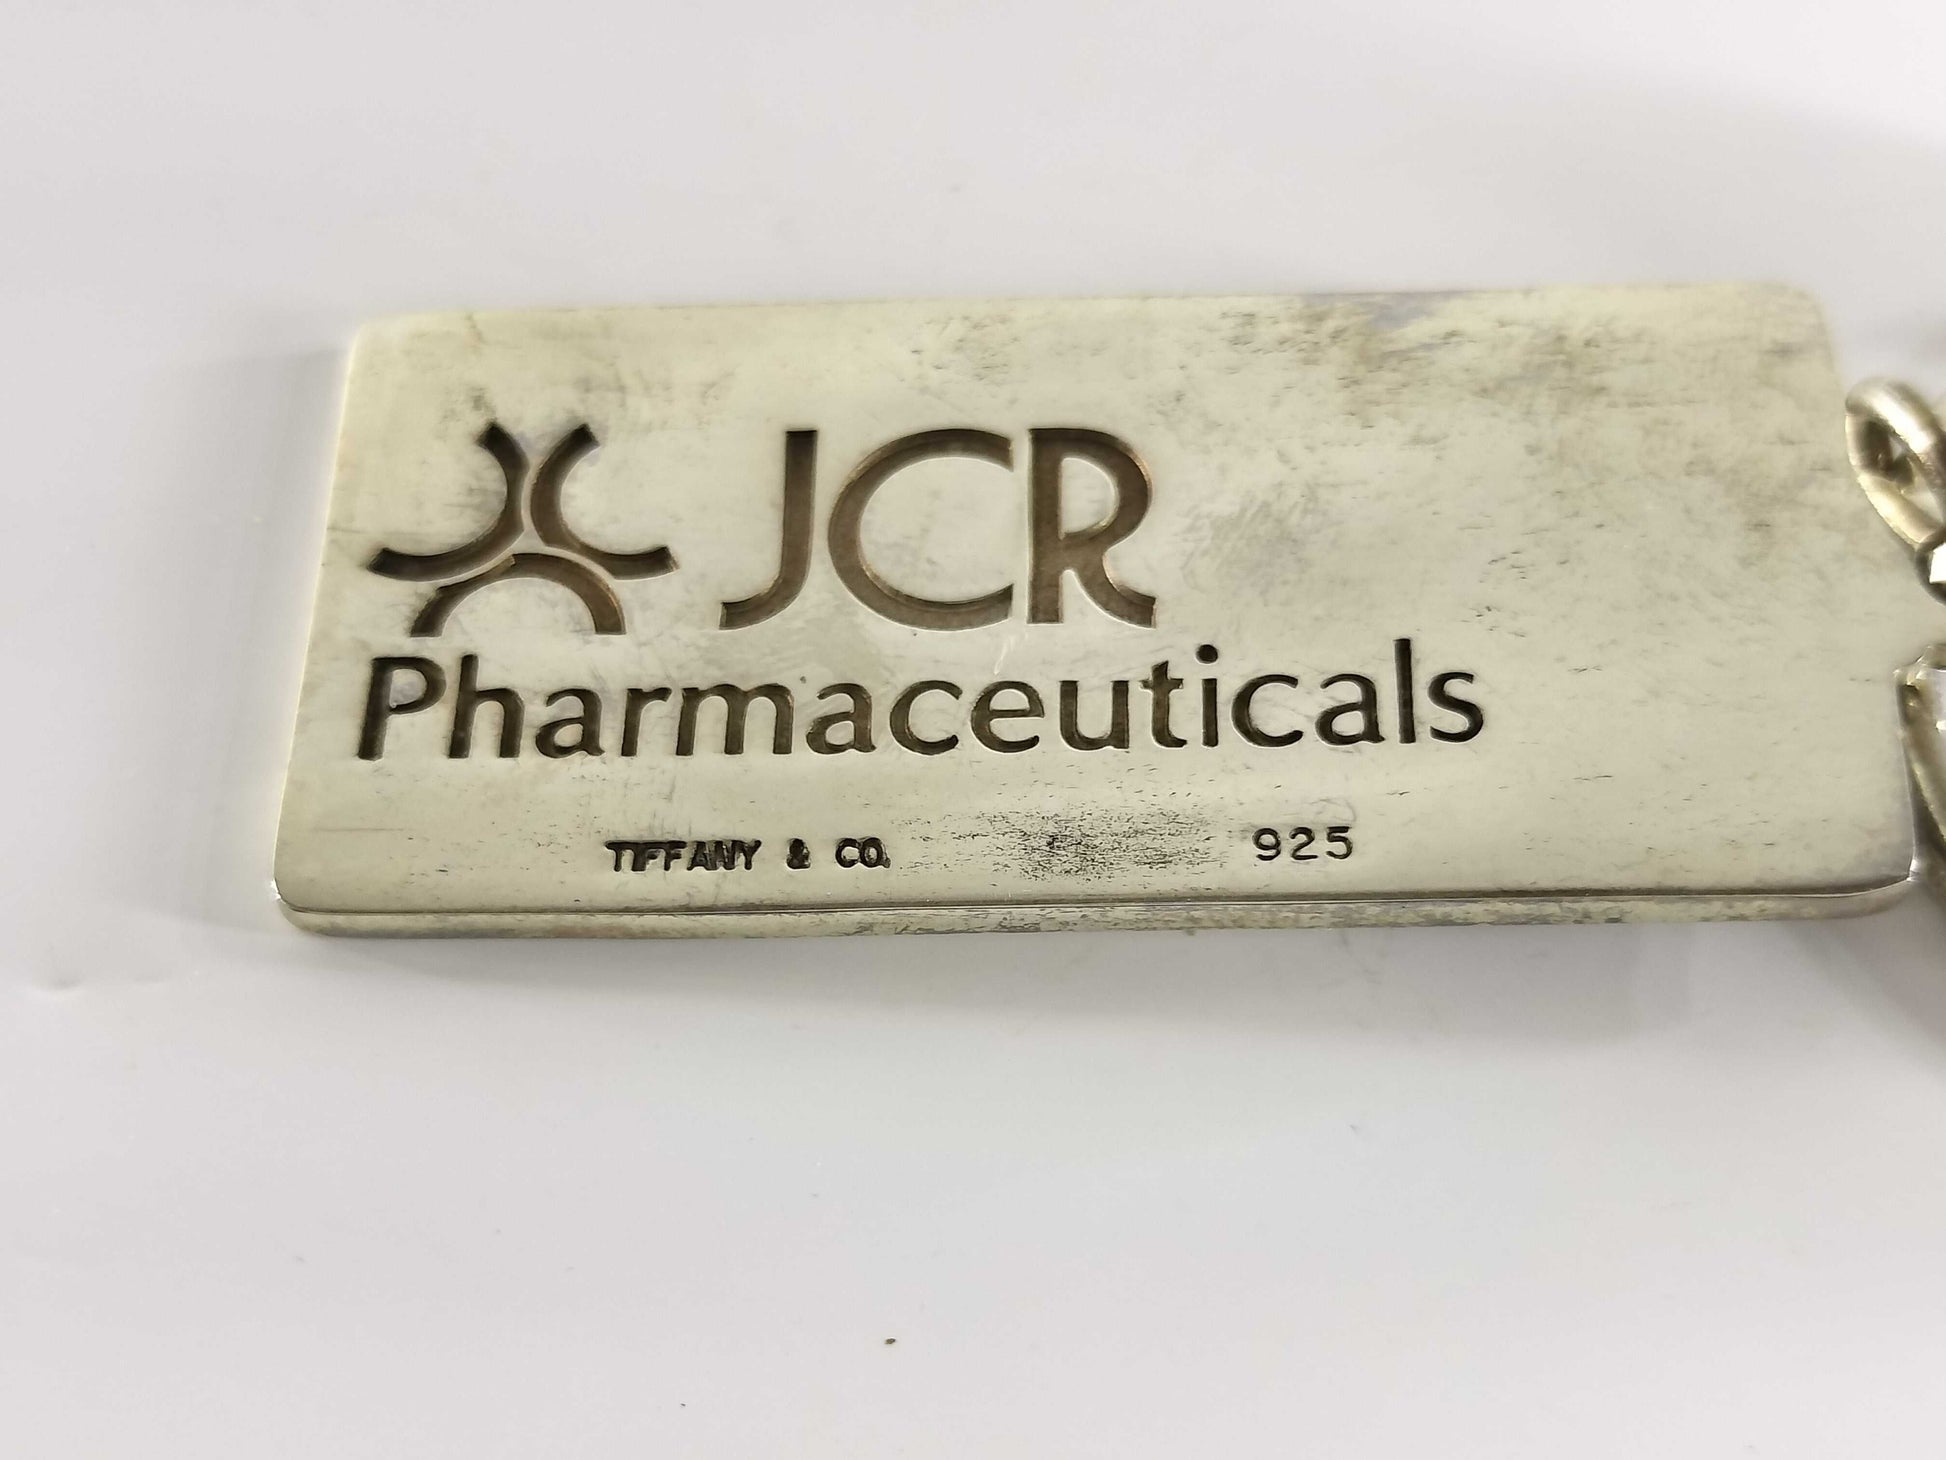 JCR
Pharmaceuticals
TIFFANY & CO. 925